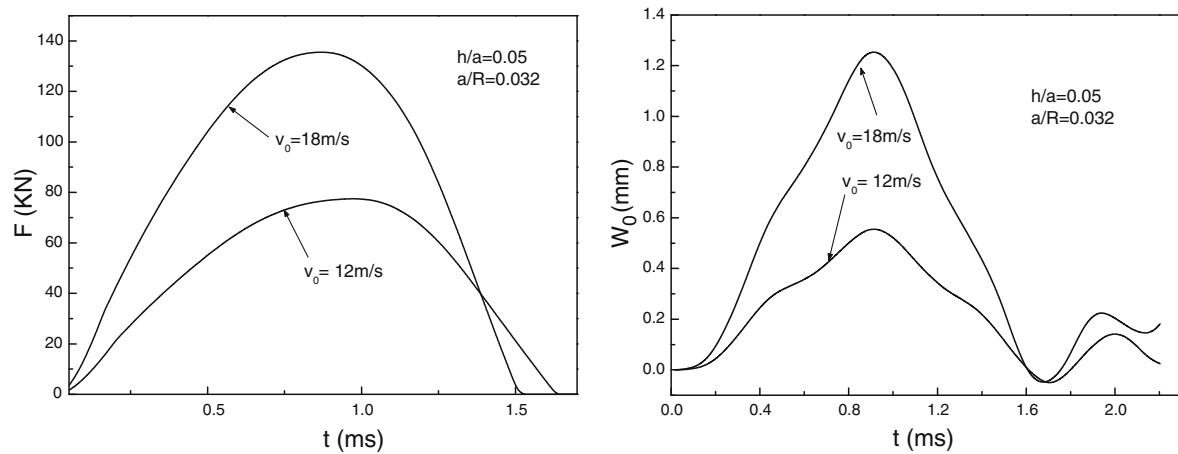 140
120
100
80
60
40
20
0
F (KN)
0.5
1.0
1.5
t (ms)
h/a=0.05
a/R=0.032
v₀=18m/s
v₀= 12m/s
1.4
1.2
1.0
0.8
0.6
0.4
0.2
0.0
W₀(mm)
0.0
0.4
0.8
1.2
1.6
2.0
t (ms)
h/a=0.05
a/R=0.032
v₀=18m/s
v₀= 12m/s